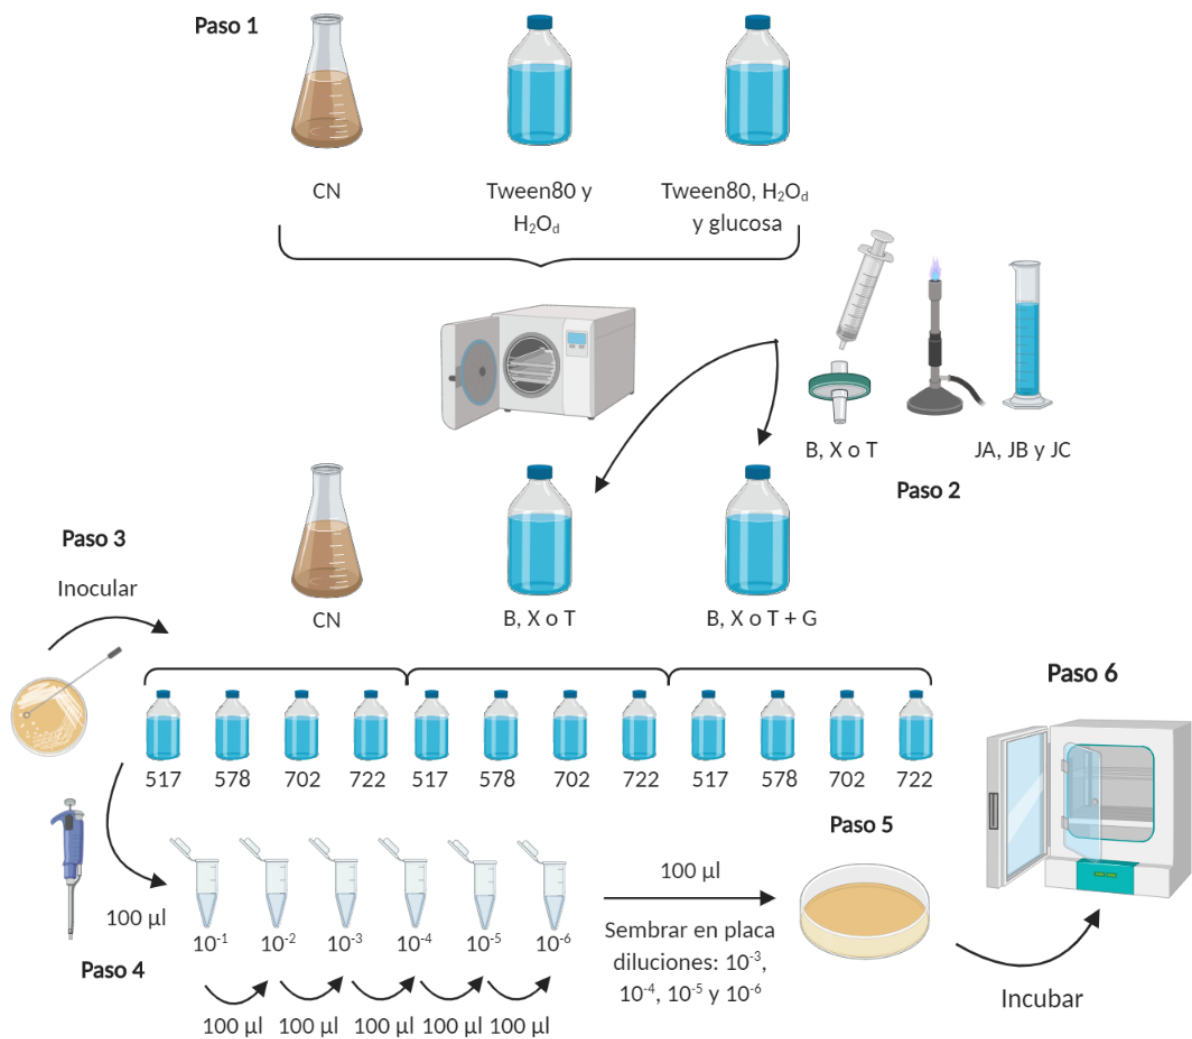 Paso 1
CN
Tween80 y
H₂Od
Tween80, H₂Od
y glucosa
B, X o T
JA, JB y JC
Paso 2
CN
B, X o T
B, X o T + G
Paso 3
Inocular
517
578
702
722
517
578
702
722
517
578
702
722
100 µl
Paso 4
10⁻¹
10⁻²
10⁻³
10⁻⁴
10⁻⁵
10⁻⁶
100 µl
100 µl
100 µl
100 µl
100 µl
100 µl
Sembrar en placa
diluciones: 10⁻³,
10⁻⁴, 10⁻⁵ y 10⁻⁶
Paso 5
Paso 6
Incubar